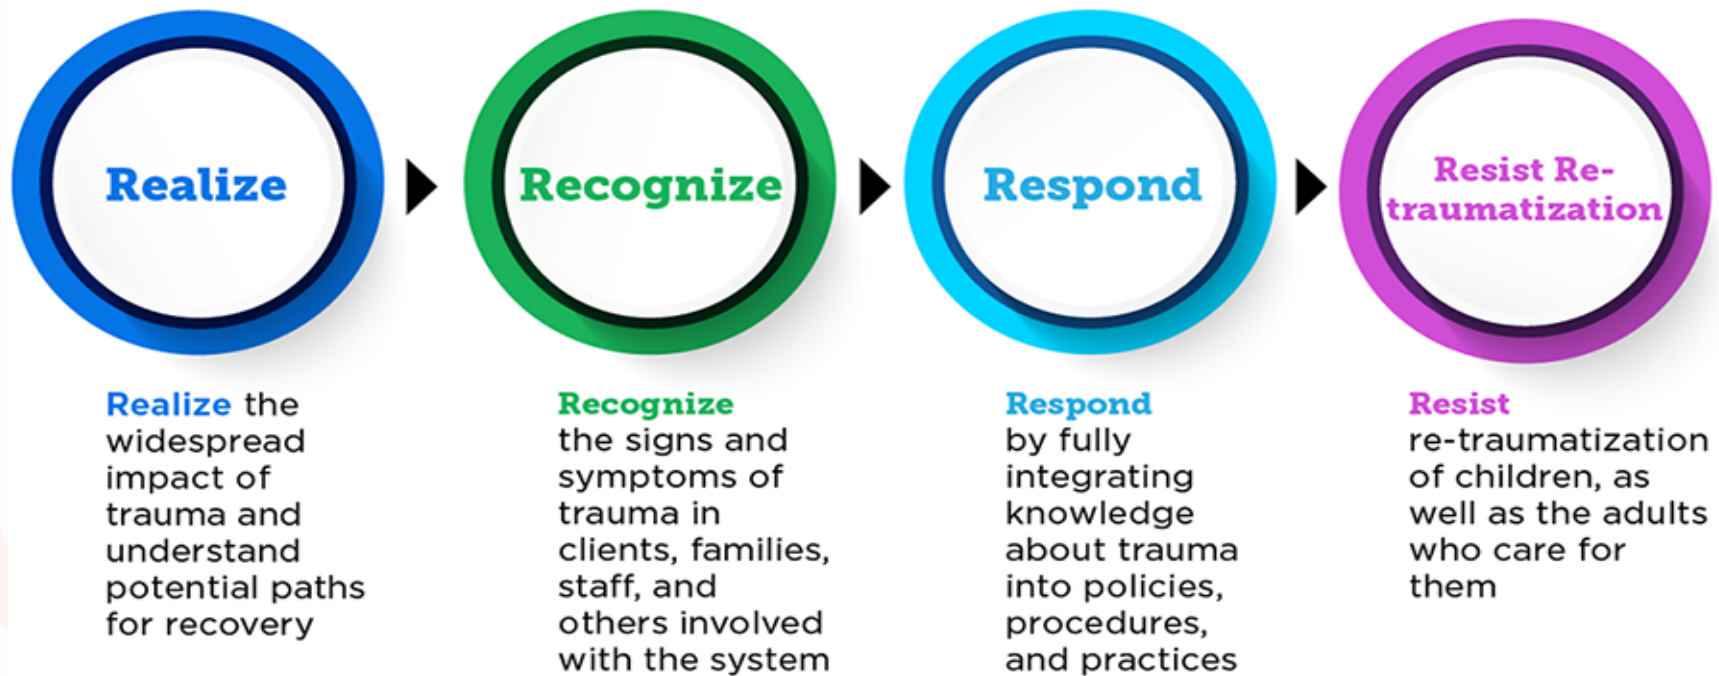 Realize
Recognize
Respond
Resist Re-
traumatization
Realize the
widespread
impact of
trauma and
understand
potential paths
for recovery
Recognize
the signs and
symptoms of
trauma in
clients, families,
staff, and
others involved
with the system
Respond
by fully
integrating
knowledge
about trauma
into policies,
procedures,
and practices
Resist
re-traumatization
of children, as
well as the adults
who care for
them